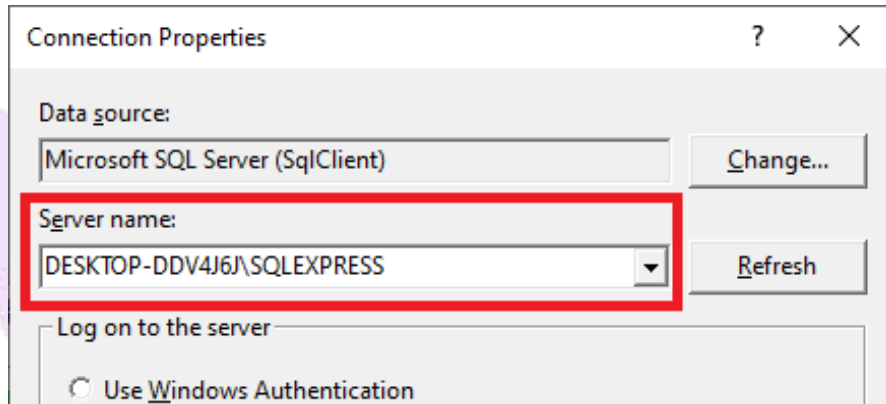 Connection Properties ? ×
Data source:
Microsoft SQL Server (SqlClient) Change...
Server name:
DESKTOP-DDV4J6J\SQLEXPRESS Refresh
Log on to the server
Use Windows Authentication